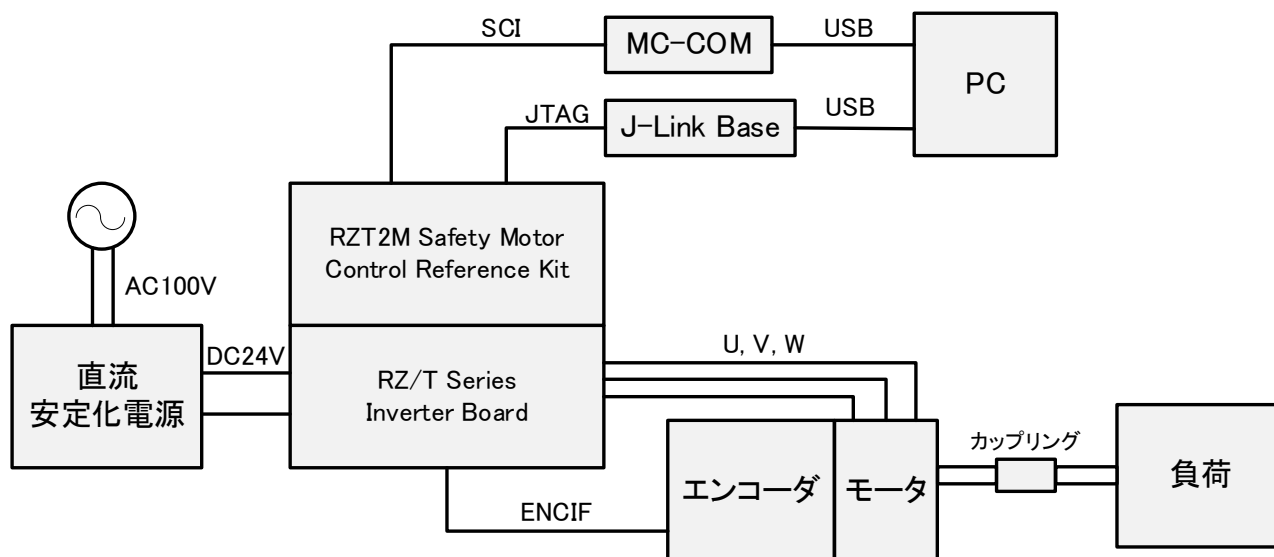 SCI
MC-COM
USB
PC
JTAG
J-Link Base
USB
RZT2M Safety Motor
Control Reference Kit
AC100V
直流
安定化電源
DC24V
RZ/T Series
Inverter Board
U, V, W
エンコーダ
モータ
カップリング
負荷
ENCIF